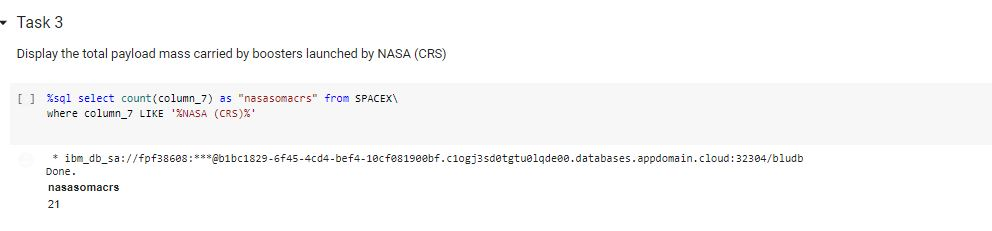 Task 3
Display the total payload mass carried by boosters launched by NASA (CRS)
[ ] %sql select count(column_7) as "nasasomacrs" from SPACEX\
where column_7 LIKE '%NASA (CRS)%'
* ibm_db_sa://fpf38608:***@b1bc1829-6f45-4cd4-bef4-10cf081900bf.c1ogj3sd0tgtu0lqde00.databases.appdomain.cloud:32304/bludb
Done.
nasasomacrs
21